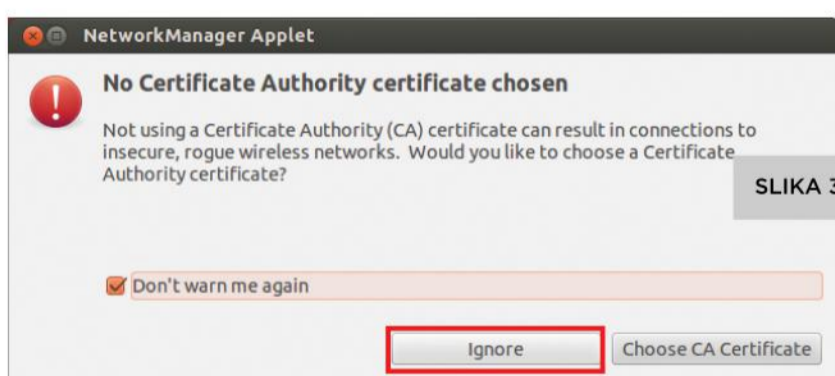 NetworkManager Applet
No Certificate Authority certificate chosen
Not using a Certificate Authority (CA) certificate can result in connections to
insecure, rogue wireless networks. Would you like to choose a Certificate
Authority certificate?
SLIKA 3
Don't warn me again
Ignore
Choose CA Certificate